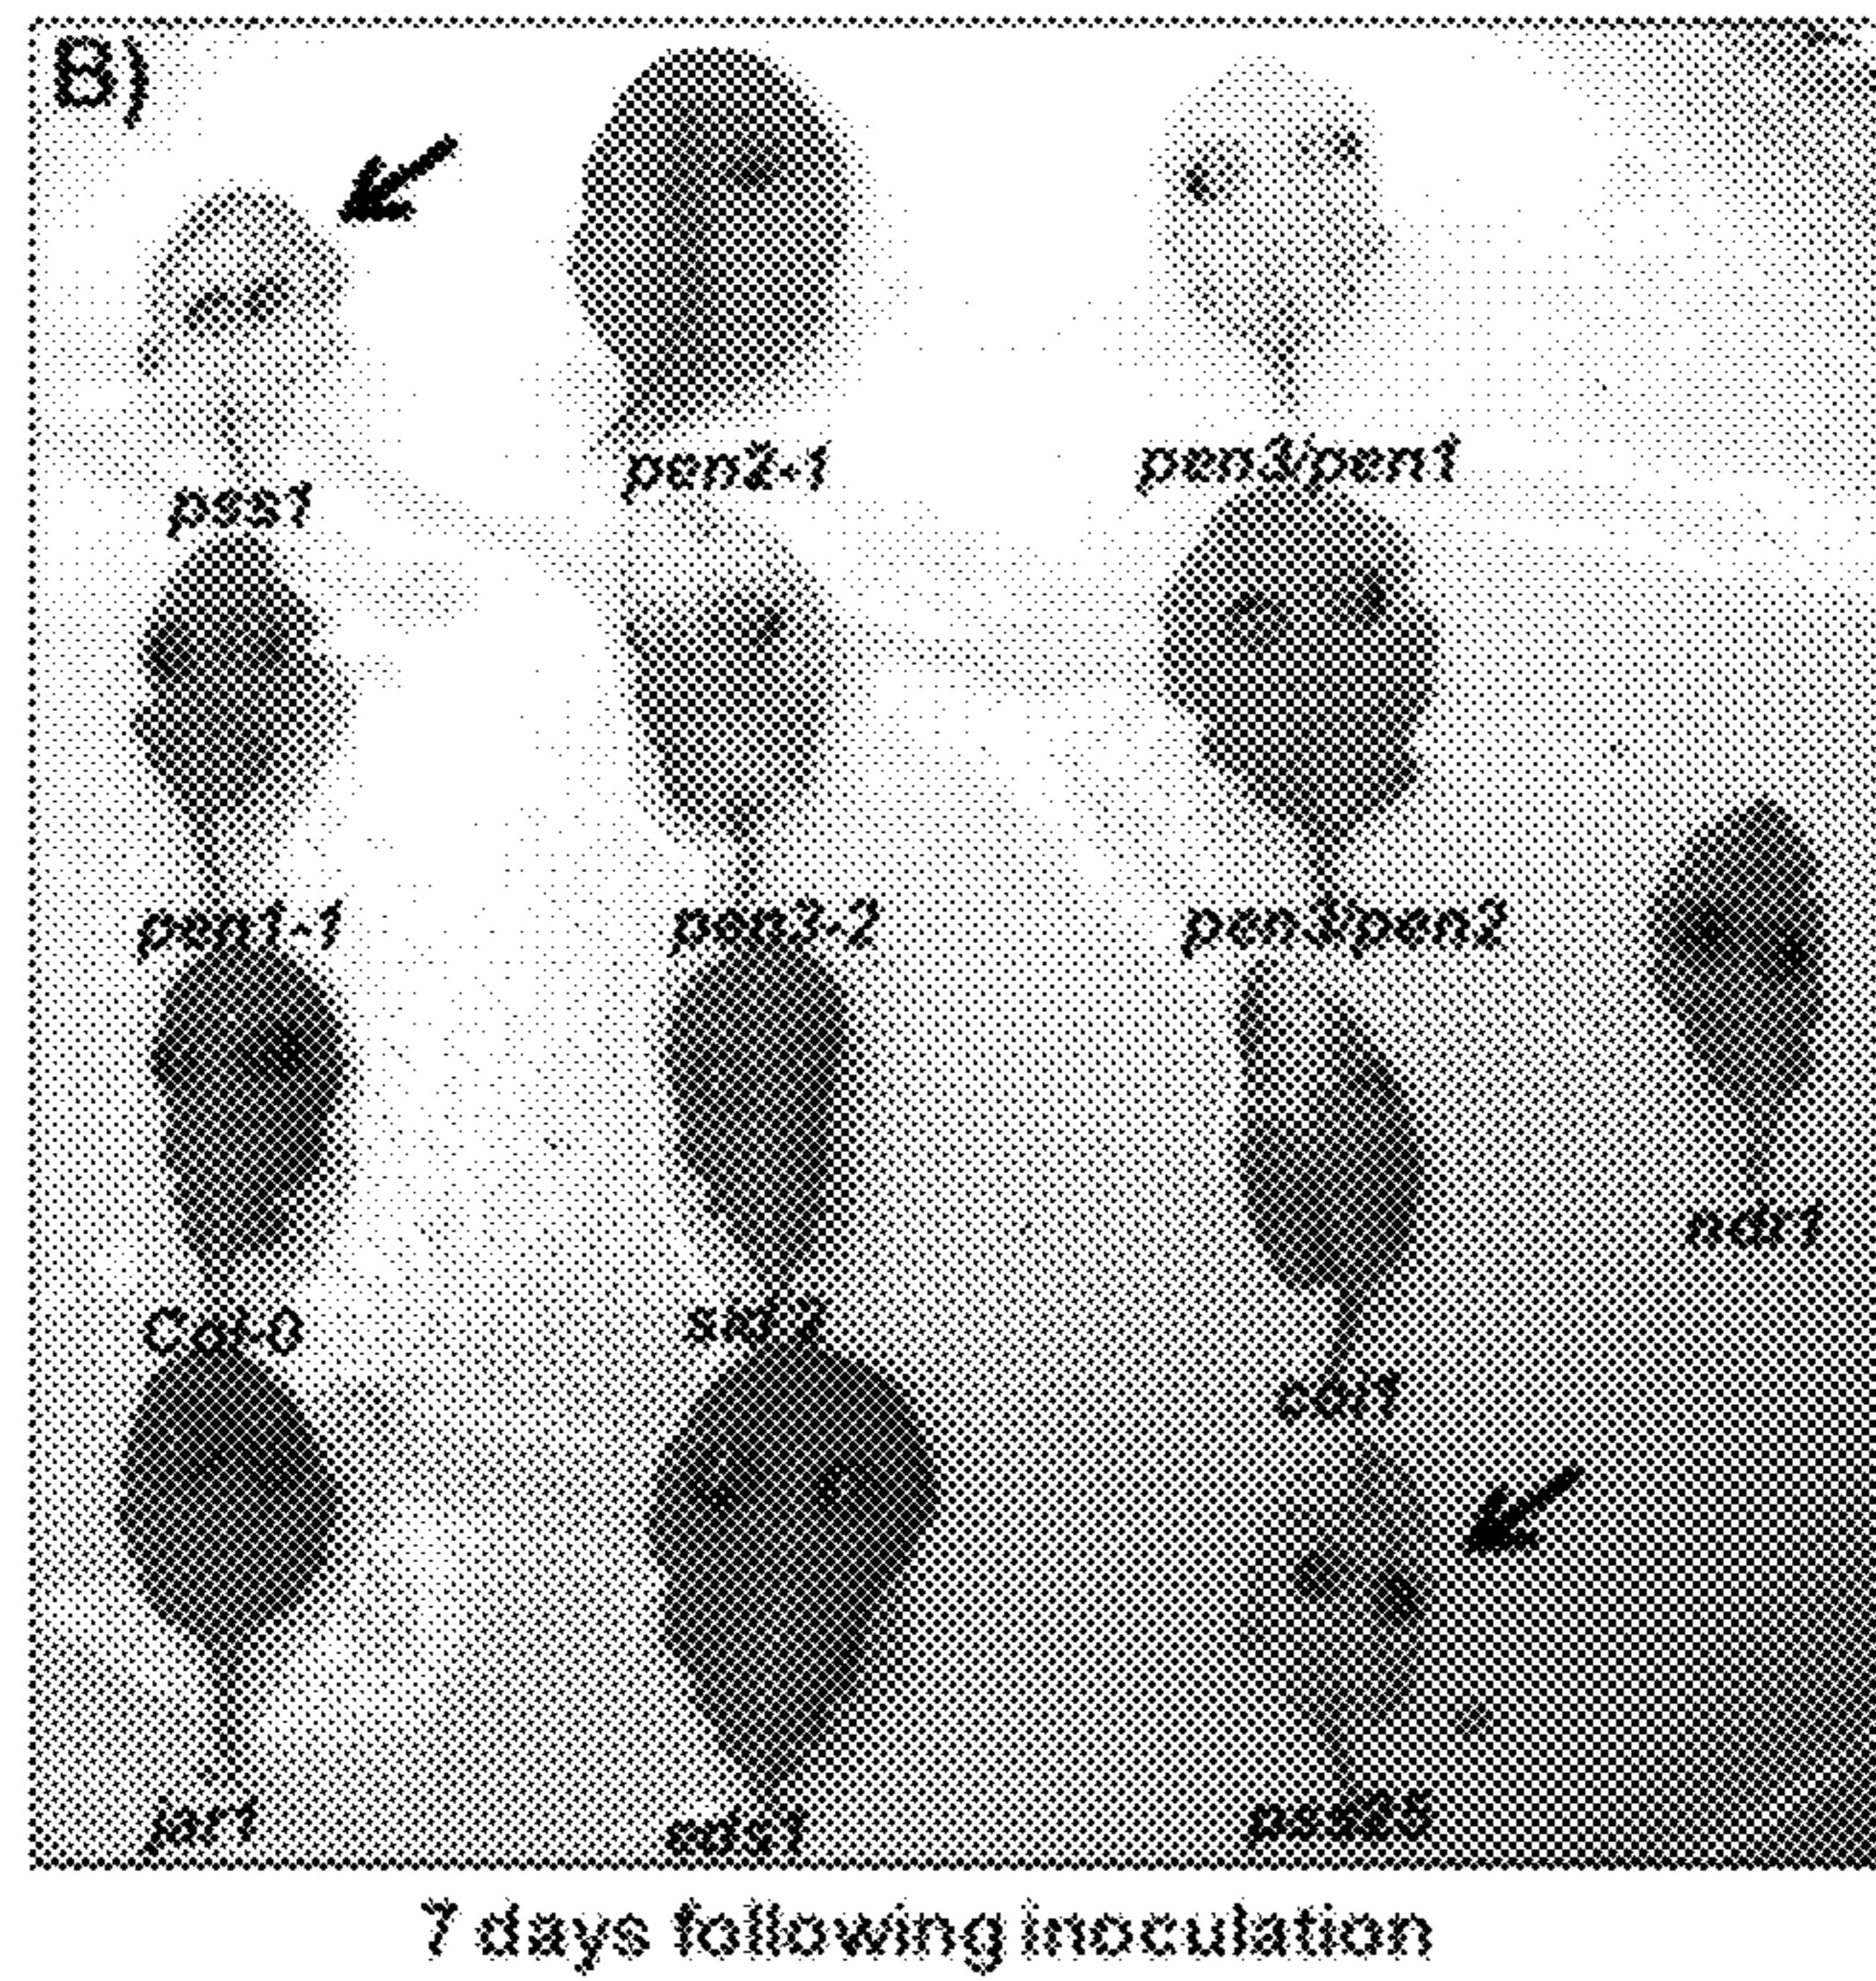 B)
pss1
pen2-1
pen3/pen1
pen1-1
pen3-2
pen3/pen2
ndr1
Col-0
coi1
jar1
eds1
pss25
7 days following inoculation